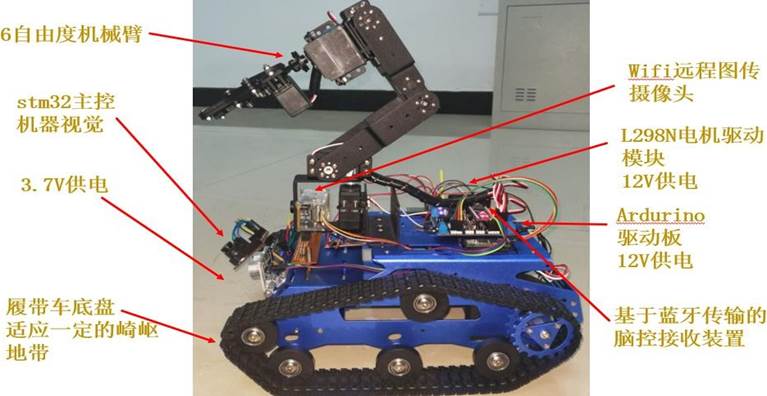 6自由度机械臂
stm32主控
机器视觉
3.7V供电
履带车底盘
适应一定的崎岖
地带
Wifi远程图传
摄像头
L298N电机驱动
模块
12V供电
Ardurino
驱动板
12V供电
基于蓝牙传输的
脑控接收装置